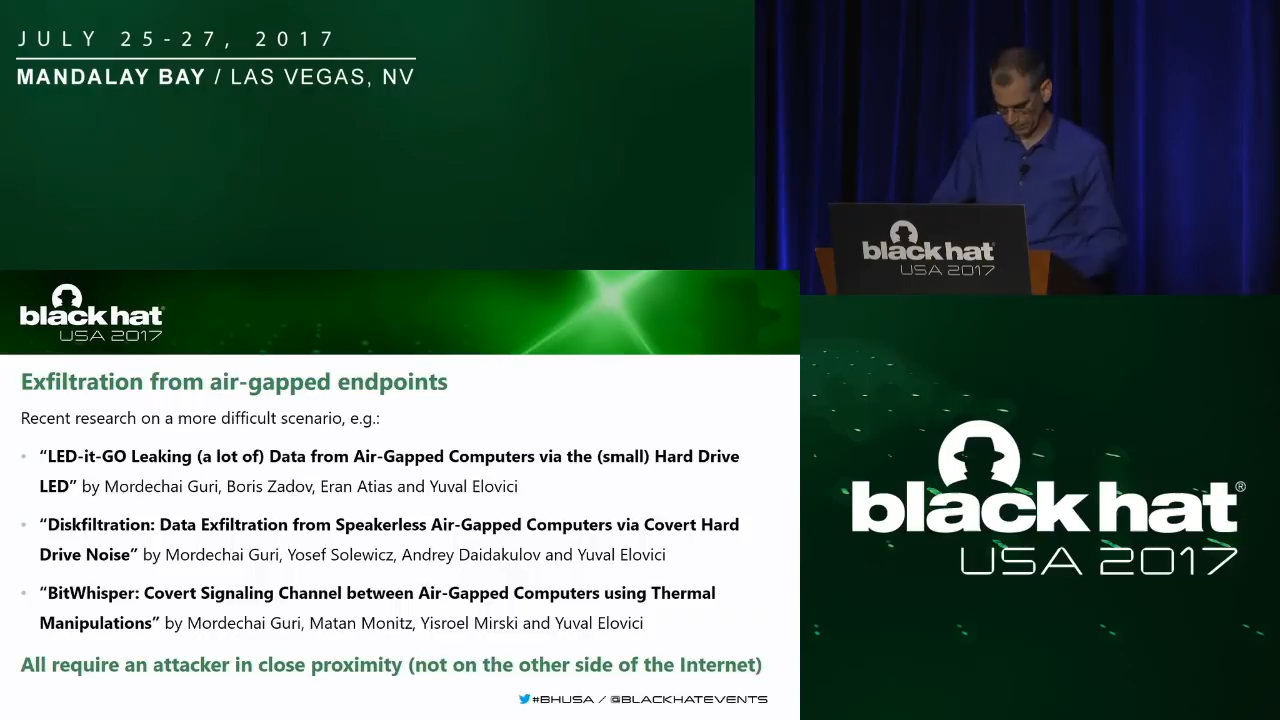 JULY 25-27, 2017
MANDALAY BAY / LAS VEGAS, NV
black hat
USA 2017
black hat
USA 2017
Exfiltration from air-gapped endpoints
Recent research on a more difficult scenario, e.g.:
• “LED-it-GO Leaking (a lot of) Data from Air-Gapped Computers via the (small) Hard Drive
LED” by Mordechai Guri, Boris Zadov, Eran Atias and Yuval Elovici
• “Diskfiltration: Data Exfiltration from Speakerless Air-Gapped Computers via Covert Hard
Drive Noise” by Mordechai Guri, Yosef Solewicz, Andrey Daidakulov and Yuval Elovici
• “BitWhisper: Covert Signaling Channel between Air-Gapped Computers using Thermal
Manipulations” by Mordechai Guri, Matan Monitz, Yisroel Mirski and Yuval Elovici
All require an attacker in close proximity (not on the other side of the Internet)
#BHUSA / @BLACKHATEVENTS
black hat®
USA 2017